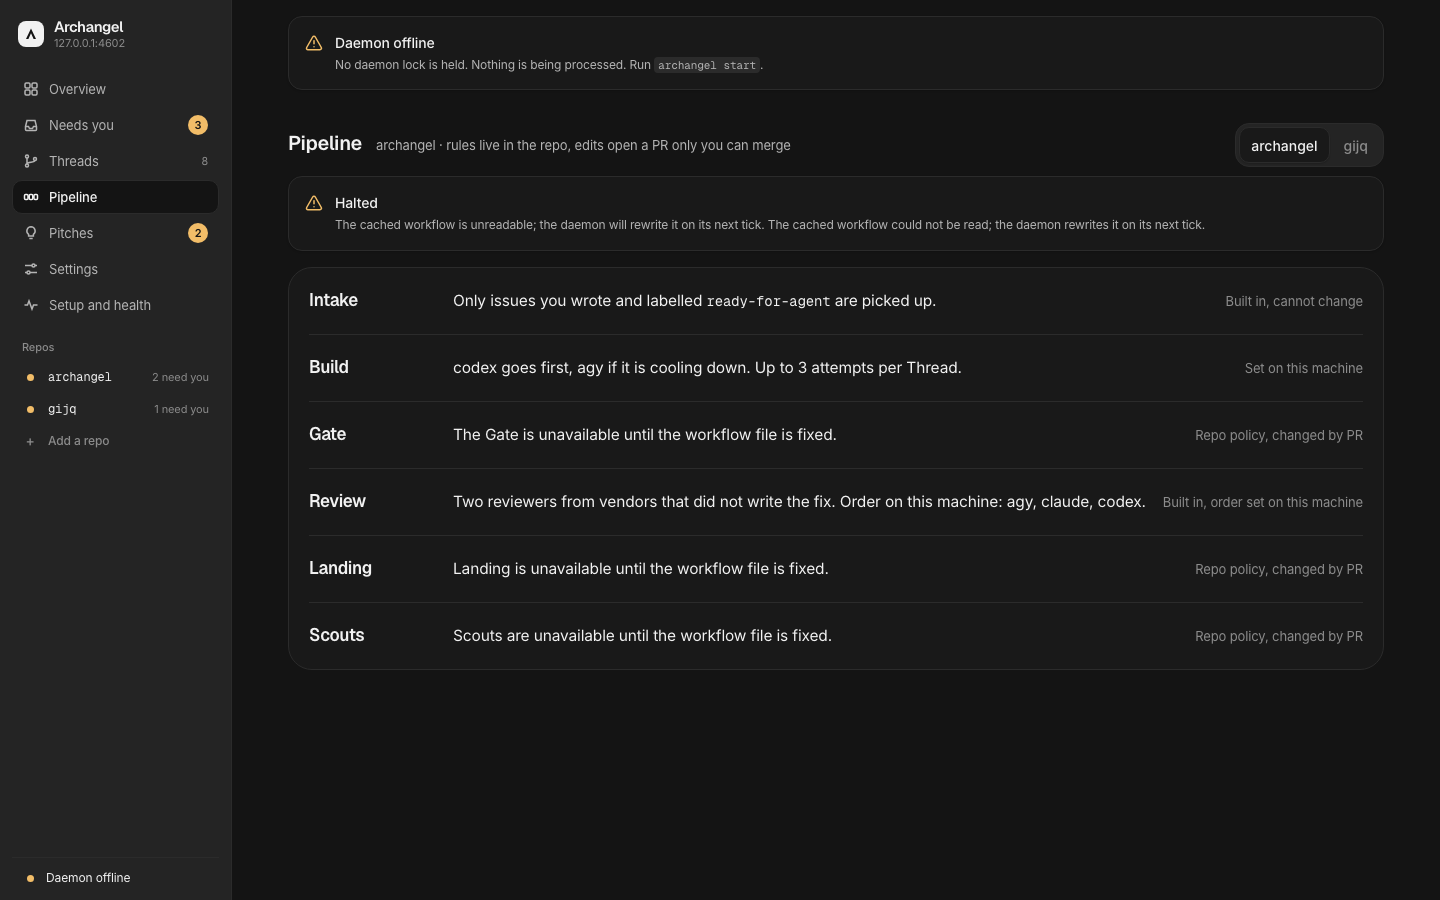 Archangel
127.0.0.1:4602
Overview
Needs you 3
Threads 8
Pipeline
Pitches 2
Settings
Setup and health
Repos
archangel 2 need you
gijq 1 need you
+ Add a repo
Daemon offline
Daemon offline
No daemon lock is held. Nothing is being processed. Run archangel start.
Pipeline archangel · rules live in the repo, edits open a PR only you can merge archangel gijq
Halted
The cached workflow is unreadable; the daemon will rewrite it on its next tick. The cached workflow could not be read; the daemon rewrites it on its next tick.
Intake Only issues you wrote and labelled ready-for-agent are picked up. Built in, cannot change
Build codex goes first, agy if it is cooling down. Up to 3 attempts per Thread. Set on this machine
Gate The Gate is unavailable until the workflow file is fixed. Repo policy, changed by PR
Review Two reviewers from vendors that did not write the fix. Order on this machine: agy, claude, codex. Built in, order set on this machine
Landing Landing is unavailable until the workflow file is fixed. Repo policy, changed by PR
Scouts Scouts are unavailable until the workflow file is fixed. Repo policy, changed by PR